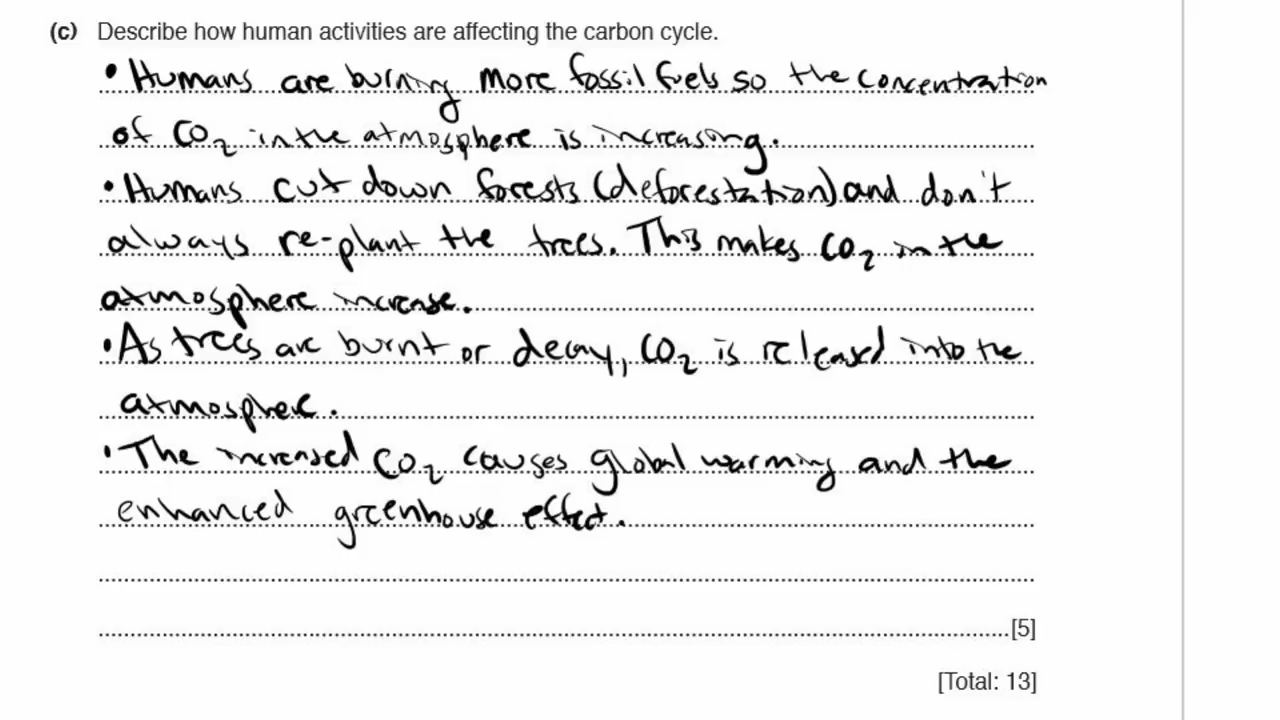 (c) Describe how human activities are affecting the carbon cycle.
• Humans are burning more fossil fuels so the concentration
of CO2 in the atmosphere is increasing.
• Humans cut down forests (deforestation) and don't
always re-plant the trees. This makes CO2 in the
atmosphere increase.
• As trees are burnt or decay, CO2 is released into the
atmosphere.
• The increased CO2 causes global warming and the
enhanced greenhouse effect.
[5]
[Total: 13]